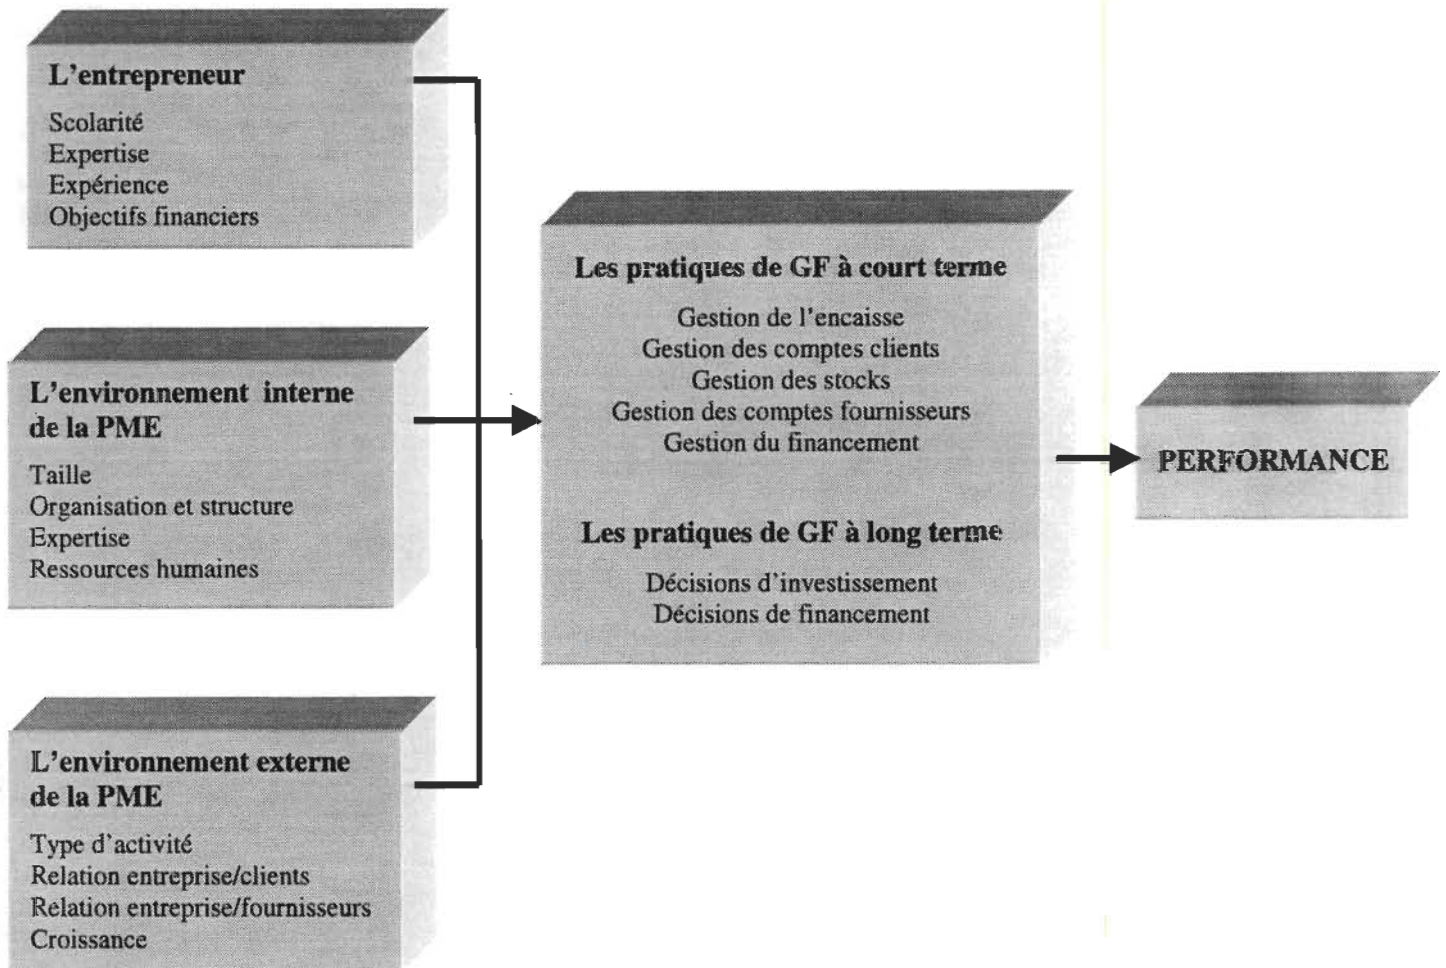 L'entrepreneur
Scolarité
Expertise
Expérience
Objectifs financiers
L'environnement interne
de la PME
Taille
Organisation et structure
Expertise
Ressources humaines
L'environnement externe
de la PME
Type d'activité
Relation entreprise/clients
Relation entreprise/fournisseurs
Croissance
Les pratiques de GF à court terme
Gestion de l'encaisse
Gestion des comptes clients
Gestion des stocks
Gestion des comptes fournisseurs
Gestion du financement
Les pratiques de GF à long terme
Décisions d'investissement
Décisions de financement
PERFORMANCE